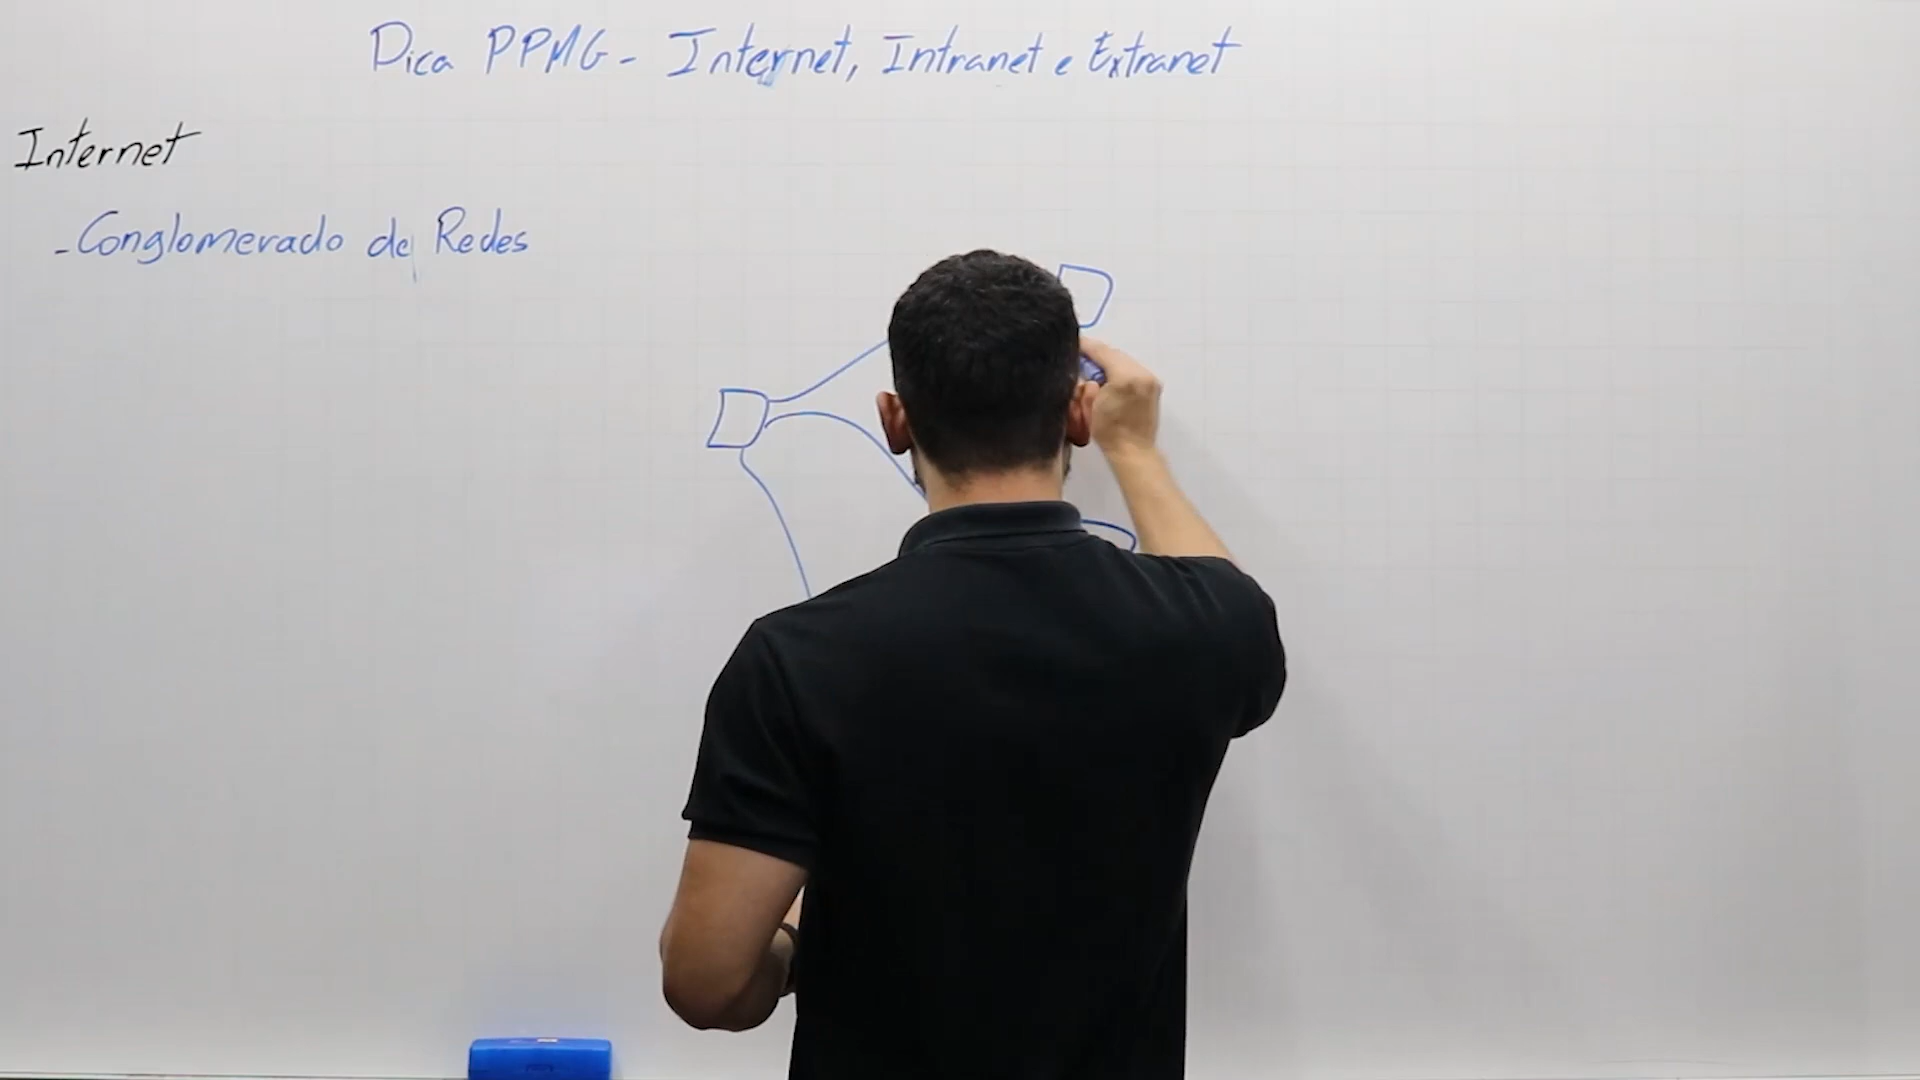 Dica PPMG - Internet, Intranet e Extranet
Internet
- Conglomerado de Redes